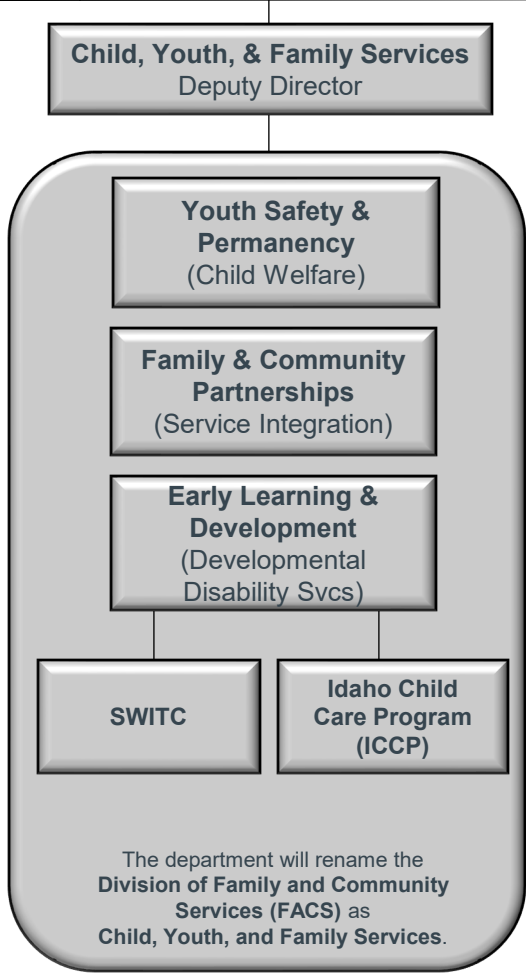 Child, Youth, & Family Services
Deputy Director
Youth Safety &
Permanency
(Child Welfare)
Family & Community
Partnerships
(Service Integration)
Early Learning &
Development
(Developmental
Disability Svcs)
SWITC
Idaho Child
Care Program
(ICCP)
The department will rename the
Division of Family and Community
Services (FACS) as
Child, Youth, and Family Services.